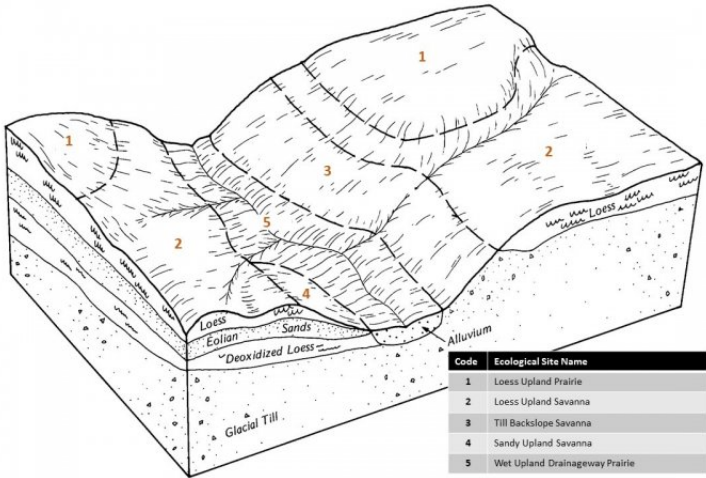 1
1
2
3
5
2
4
Loess
Loess
Eolian Sands
Deoxidized Loess
Alluvium
Glacial Till
Code Ecological Site Name
1 Loess Upland Prairie
2 Loess Upland Savanna
3 Till Backslope Savanna
4 Sandy Upland Savanna
5 Wet Upland Drainageway Prairie